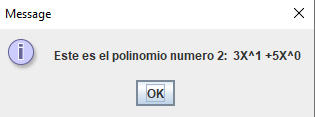 Message
Este es el polinomio numero 2:  3X^1 +5X^0
OK